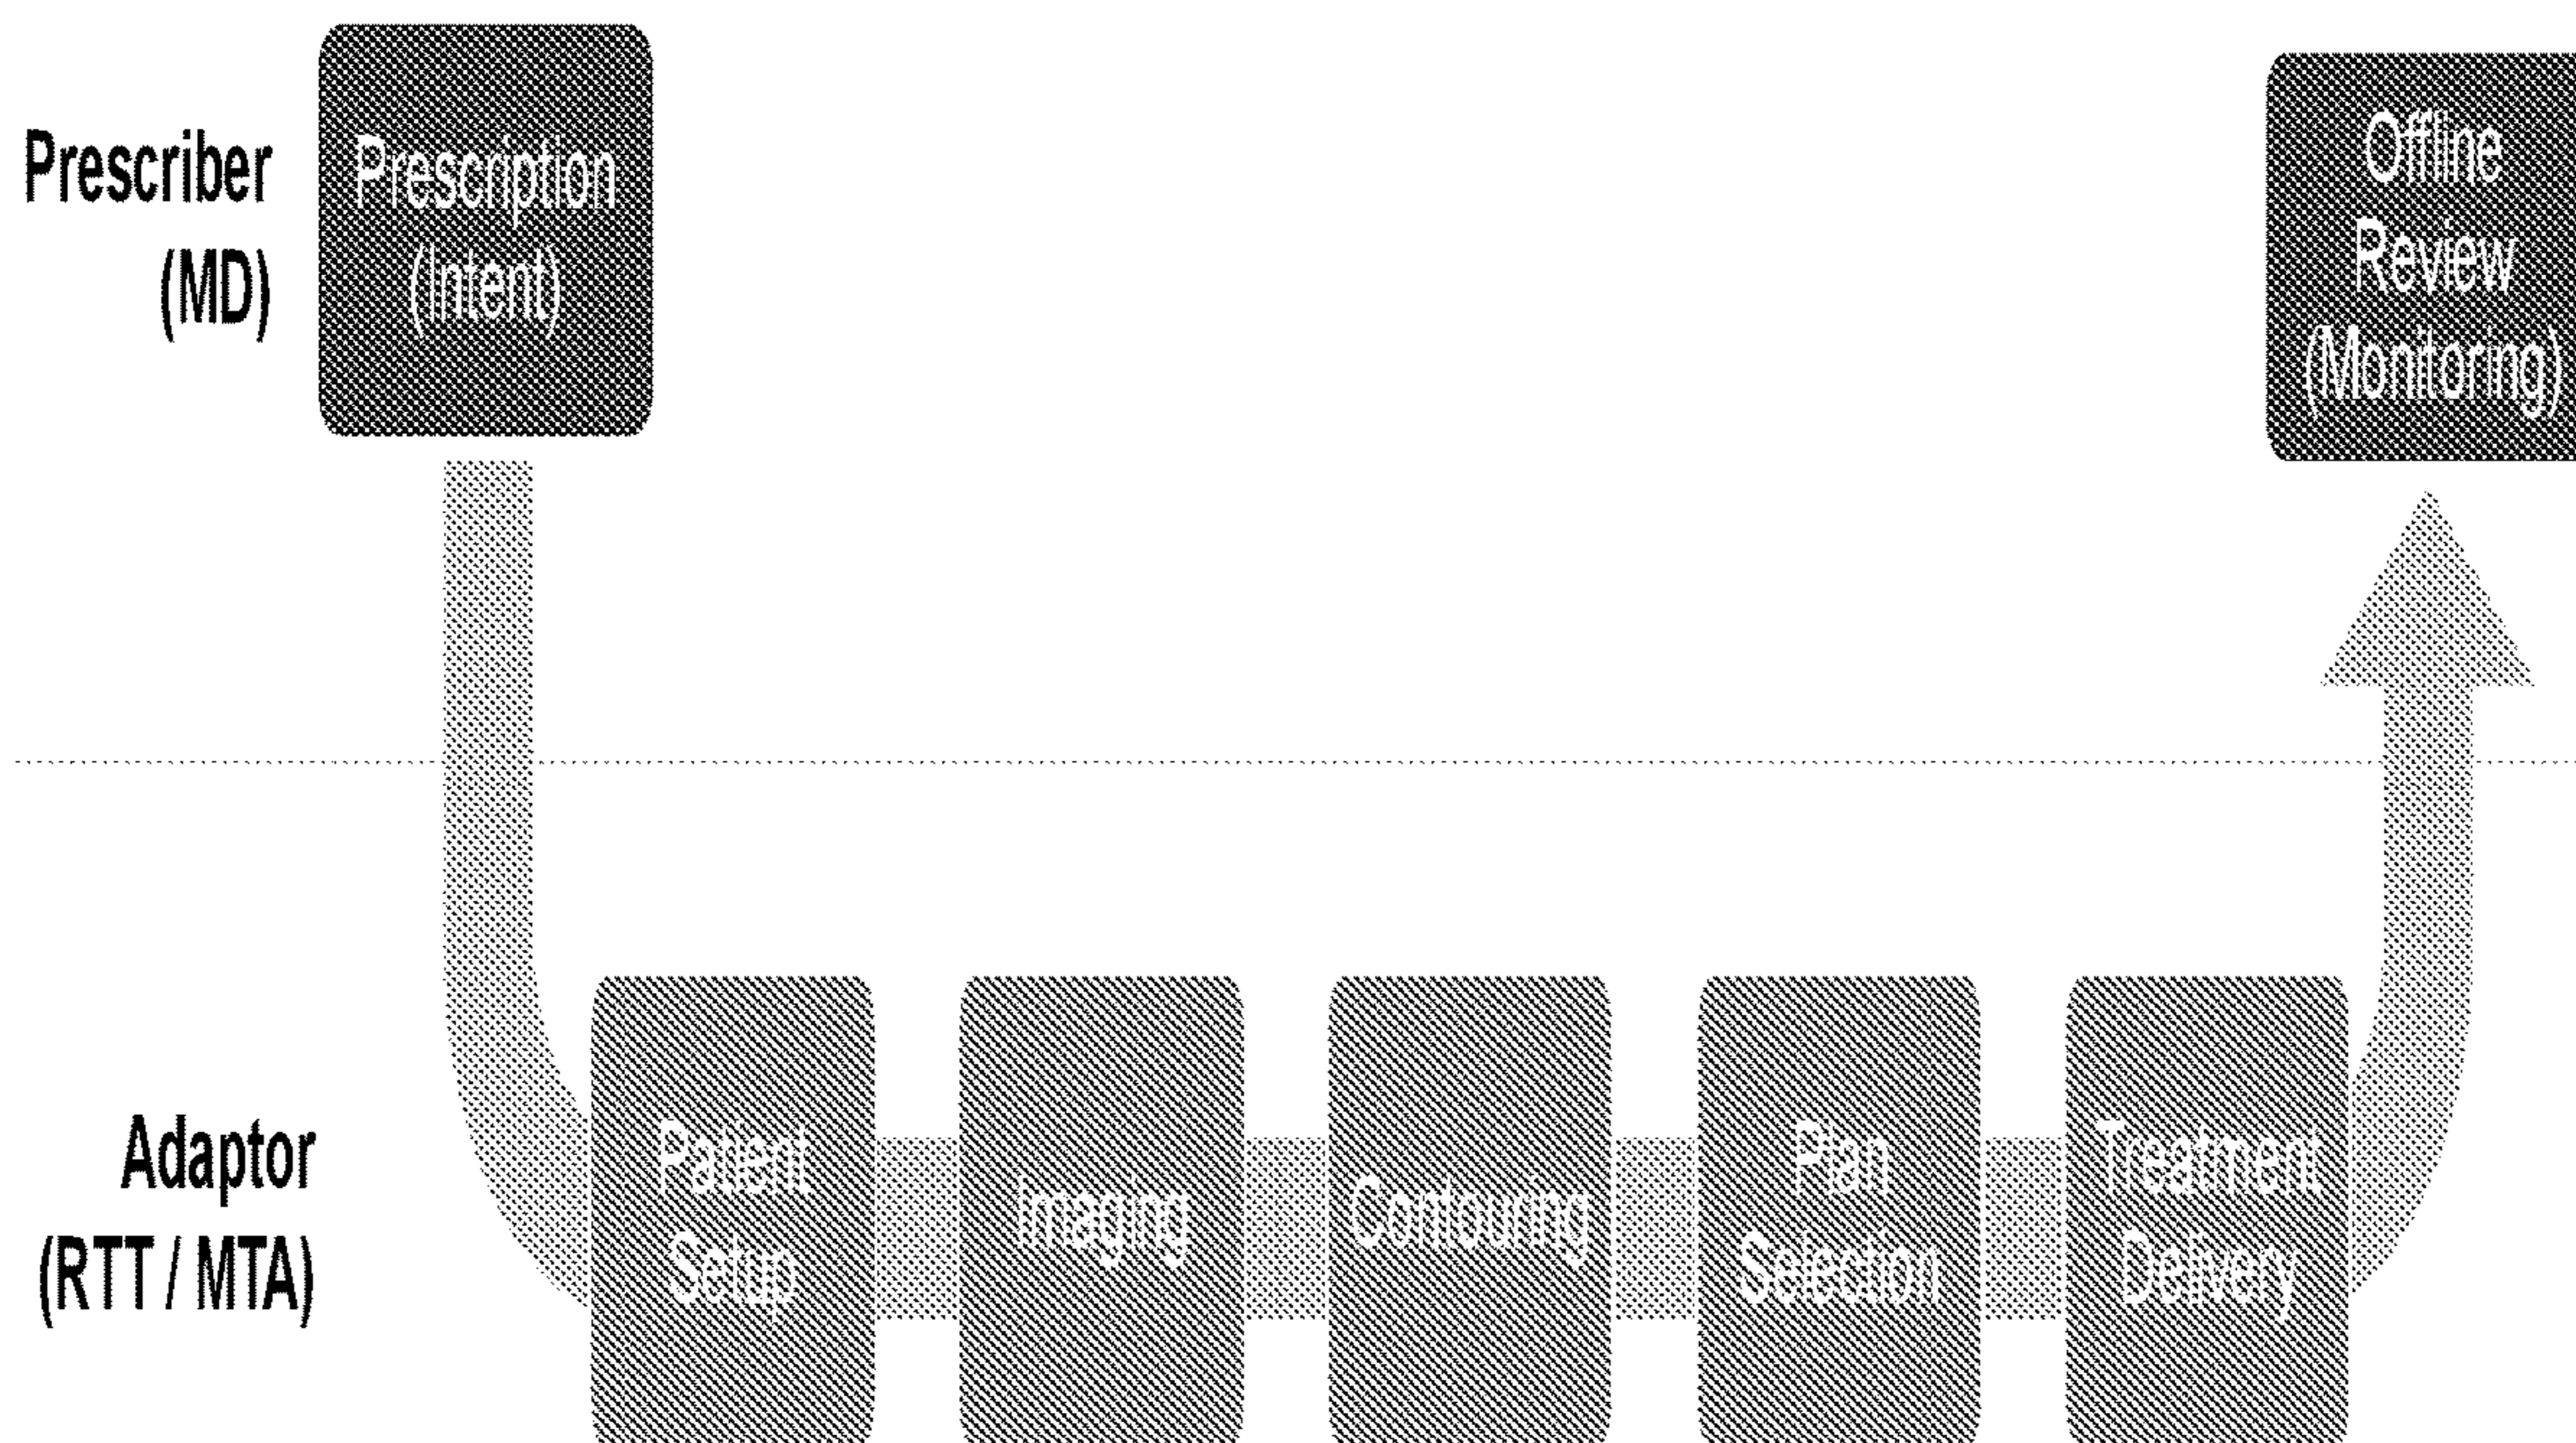 Prescriber
(MD)
Prescription
(Intent)
Offline
Review
(Monitoring)
Adaptor
(RTT / MTA)
Patient
Setup
Imaging
Contouring
Plan
Selection
Treatment
Delivery